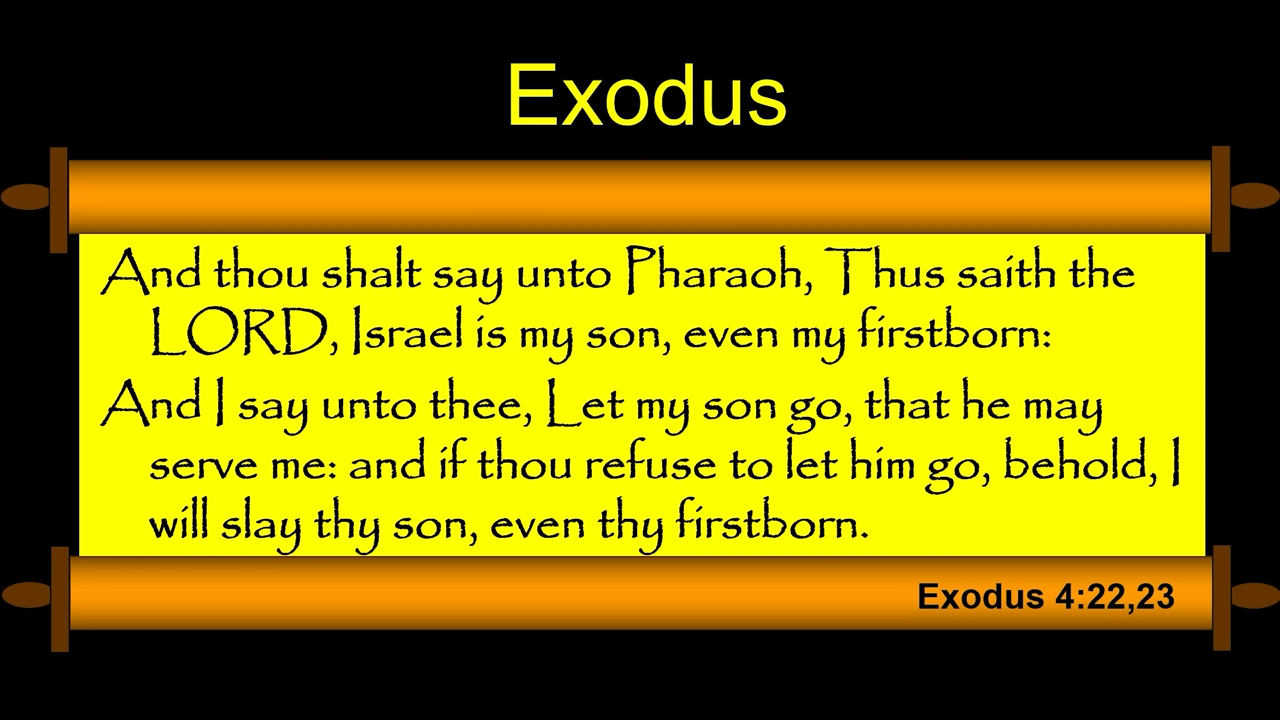 Exodus
And thou shalt say unto Pharaoh, Thus saith the
LORD, Israel is my son, even my firstborn:
And I say unto thee, Let my son go, that he may
serve me: and if thou refuse to let him go, behold, I
will slay thy son, even thy firstborn.
Exodus 4:22,23